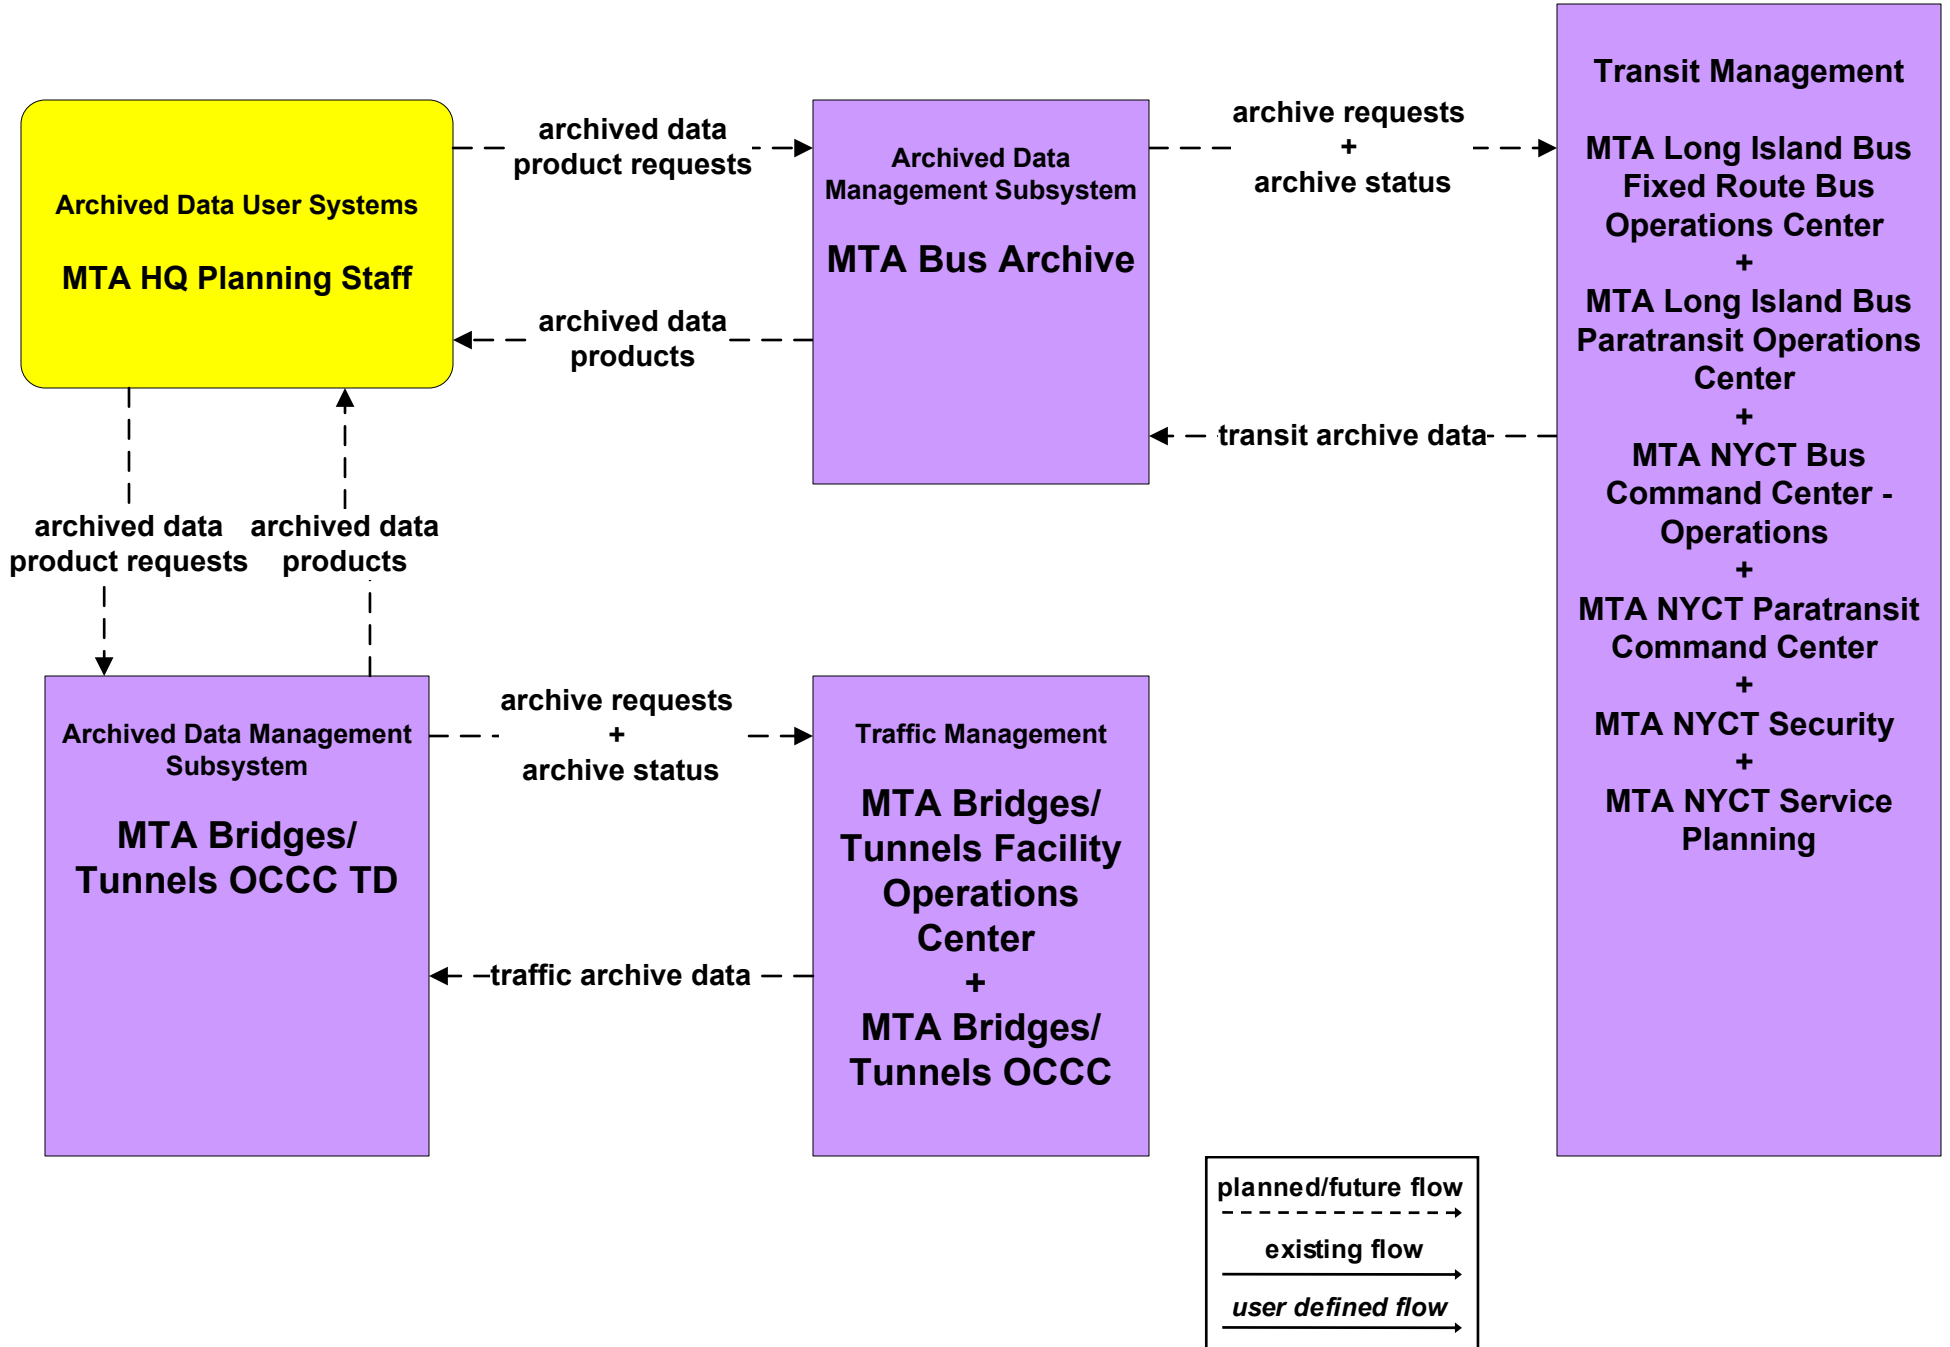 Archived Data User Systems
MTA HQ Planning Staff
archived data
product requests
archived data
products
Archived Data
Management Subsystem
MTA Bus Archive
archive requests
+
archive status
transit archive data
Transit Management
MTA Long Island Bus
Fixed Route Bus
Operations Center
+
MTA Long Island Bus
Paratransit Operations
Center
+
MTA NYCT Bus
Command Center -
Operations
+
MTA NYCT Paratransit
Command Center
+
MTA NYCT Security
+
MTA NYCT Service
Planning
archived data
product requests
archived data
products
Archived Data Management
Subsystem
MTA Bridges/
Tunnels OCCC TD
archive requests
+
archive status
traffic archive data
Traffic Management
MTA Bridges/
Tunnels Facility
Operations
Center
+
MTA Bridges/
Tunnels OCCC
planned/future flow
existing flow
user defined flow